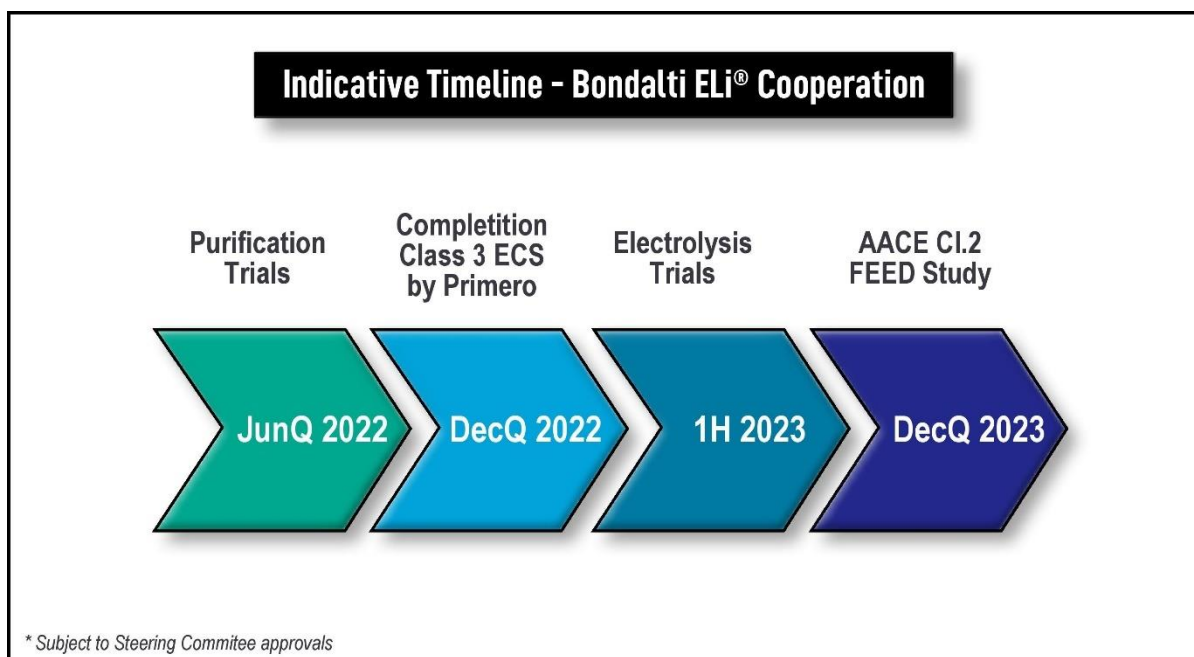 Indicative Timeline - Bondalti ELi® Cooperation
Purification
Trials
Completition
Class 3 ECS
by Primero
Electrolysis
Trials
AACE Cl.2
FEED Study
JunQ 2022
DecQ 2022
1H 2023
DecQ 2023
* Subject to Steering Commitee approvals